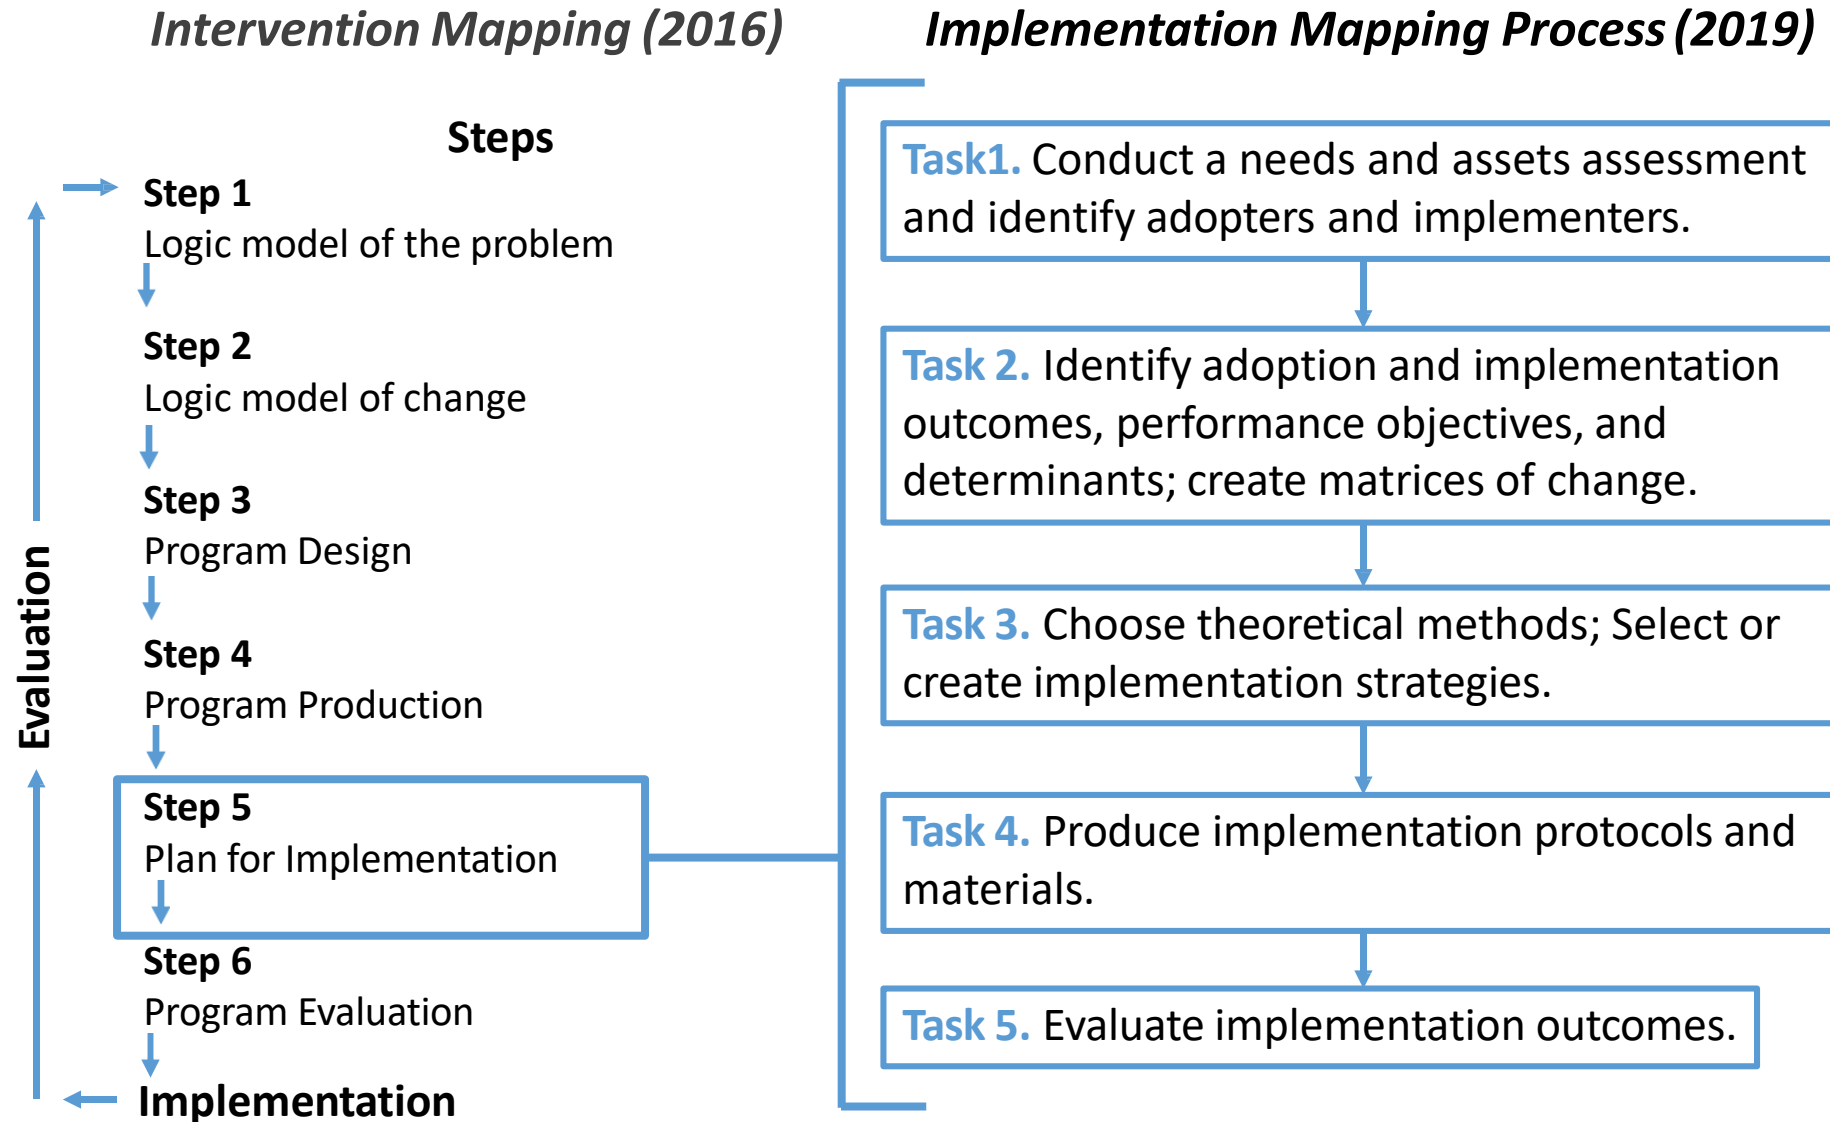 Intervention Mapping (2016)
Implementation Mapping Process (2019)
Steps
Step 1
Logic model of the problem
Step 2
Logic model of change
Step 3
Program Design
Step 4
Program Production
Step 5
Plan for Implementation
Step 6
Program Evaluation
Implementation
Evaluation
Task1. Conduct a needs and assets assessment
and identify adopters and implementers.
Task 2. Identify adoption and implementation
outcomes, performance objectives, and
determinants; create matrices of change.
Task 3. Choose theoretical methods; Select or
create implementation strategies.
Task 4. Produce implementation protocols and
materials.
Task 5. Evaluate implementation outcomes.